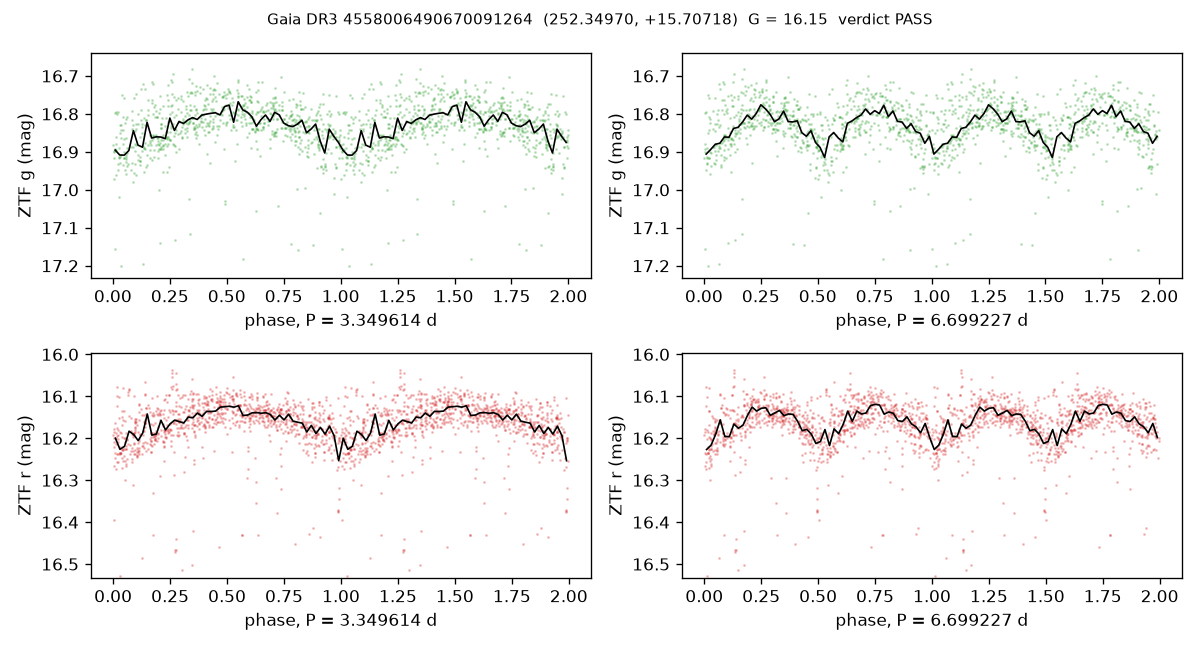 Gaia DR3 4558006490670091264 (252.34970, +15.70718) G = 16.15 verdict PASS
ZTF g (mag)
16.7
16.8
16.9
17.0
17.1
17.2
0.00 0.25 0.50 0.75 1.00 1.25 1.50 1.75 2.00
phase, P = 3.349614 d
ZTF g (mag)
16.7
16.8
16.9
17.0
17.1
17.2
0.00 0.25 0.50 0.75 1.00 1.25 1.50 1.75 2.00
phase, P = 6.699227 d
ZTF r (mag)
16.0
16.1
16.2
16.3
16.4
16.5
0.00 0.25 0.50 0.75 1.00 1.25 1.50 1.75 2.00
phase, P = 3.349614 d
ZTF r (mag)
16.0
16.1
16.2
16.3
16.4
16.5
0.00 0.25 0.50 0.75 1.00 1.25 1.50 1.75 2.00
phase, P = 6.699227 d